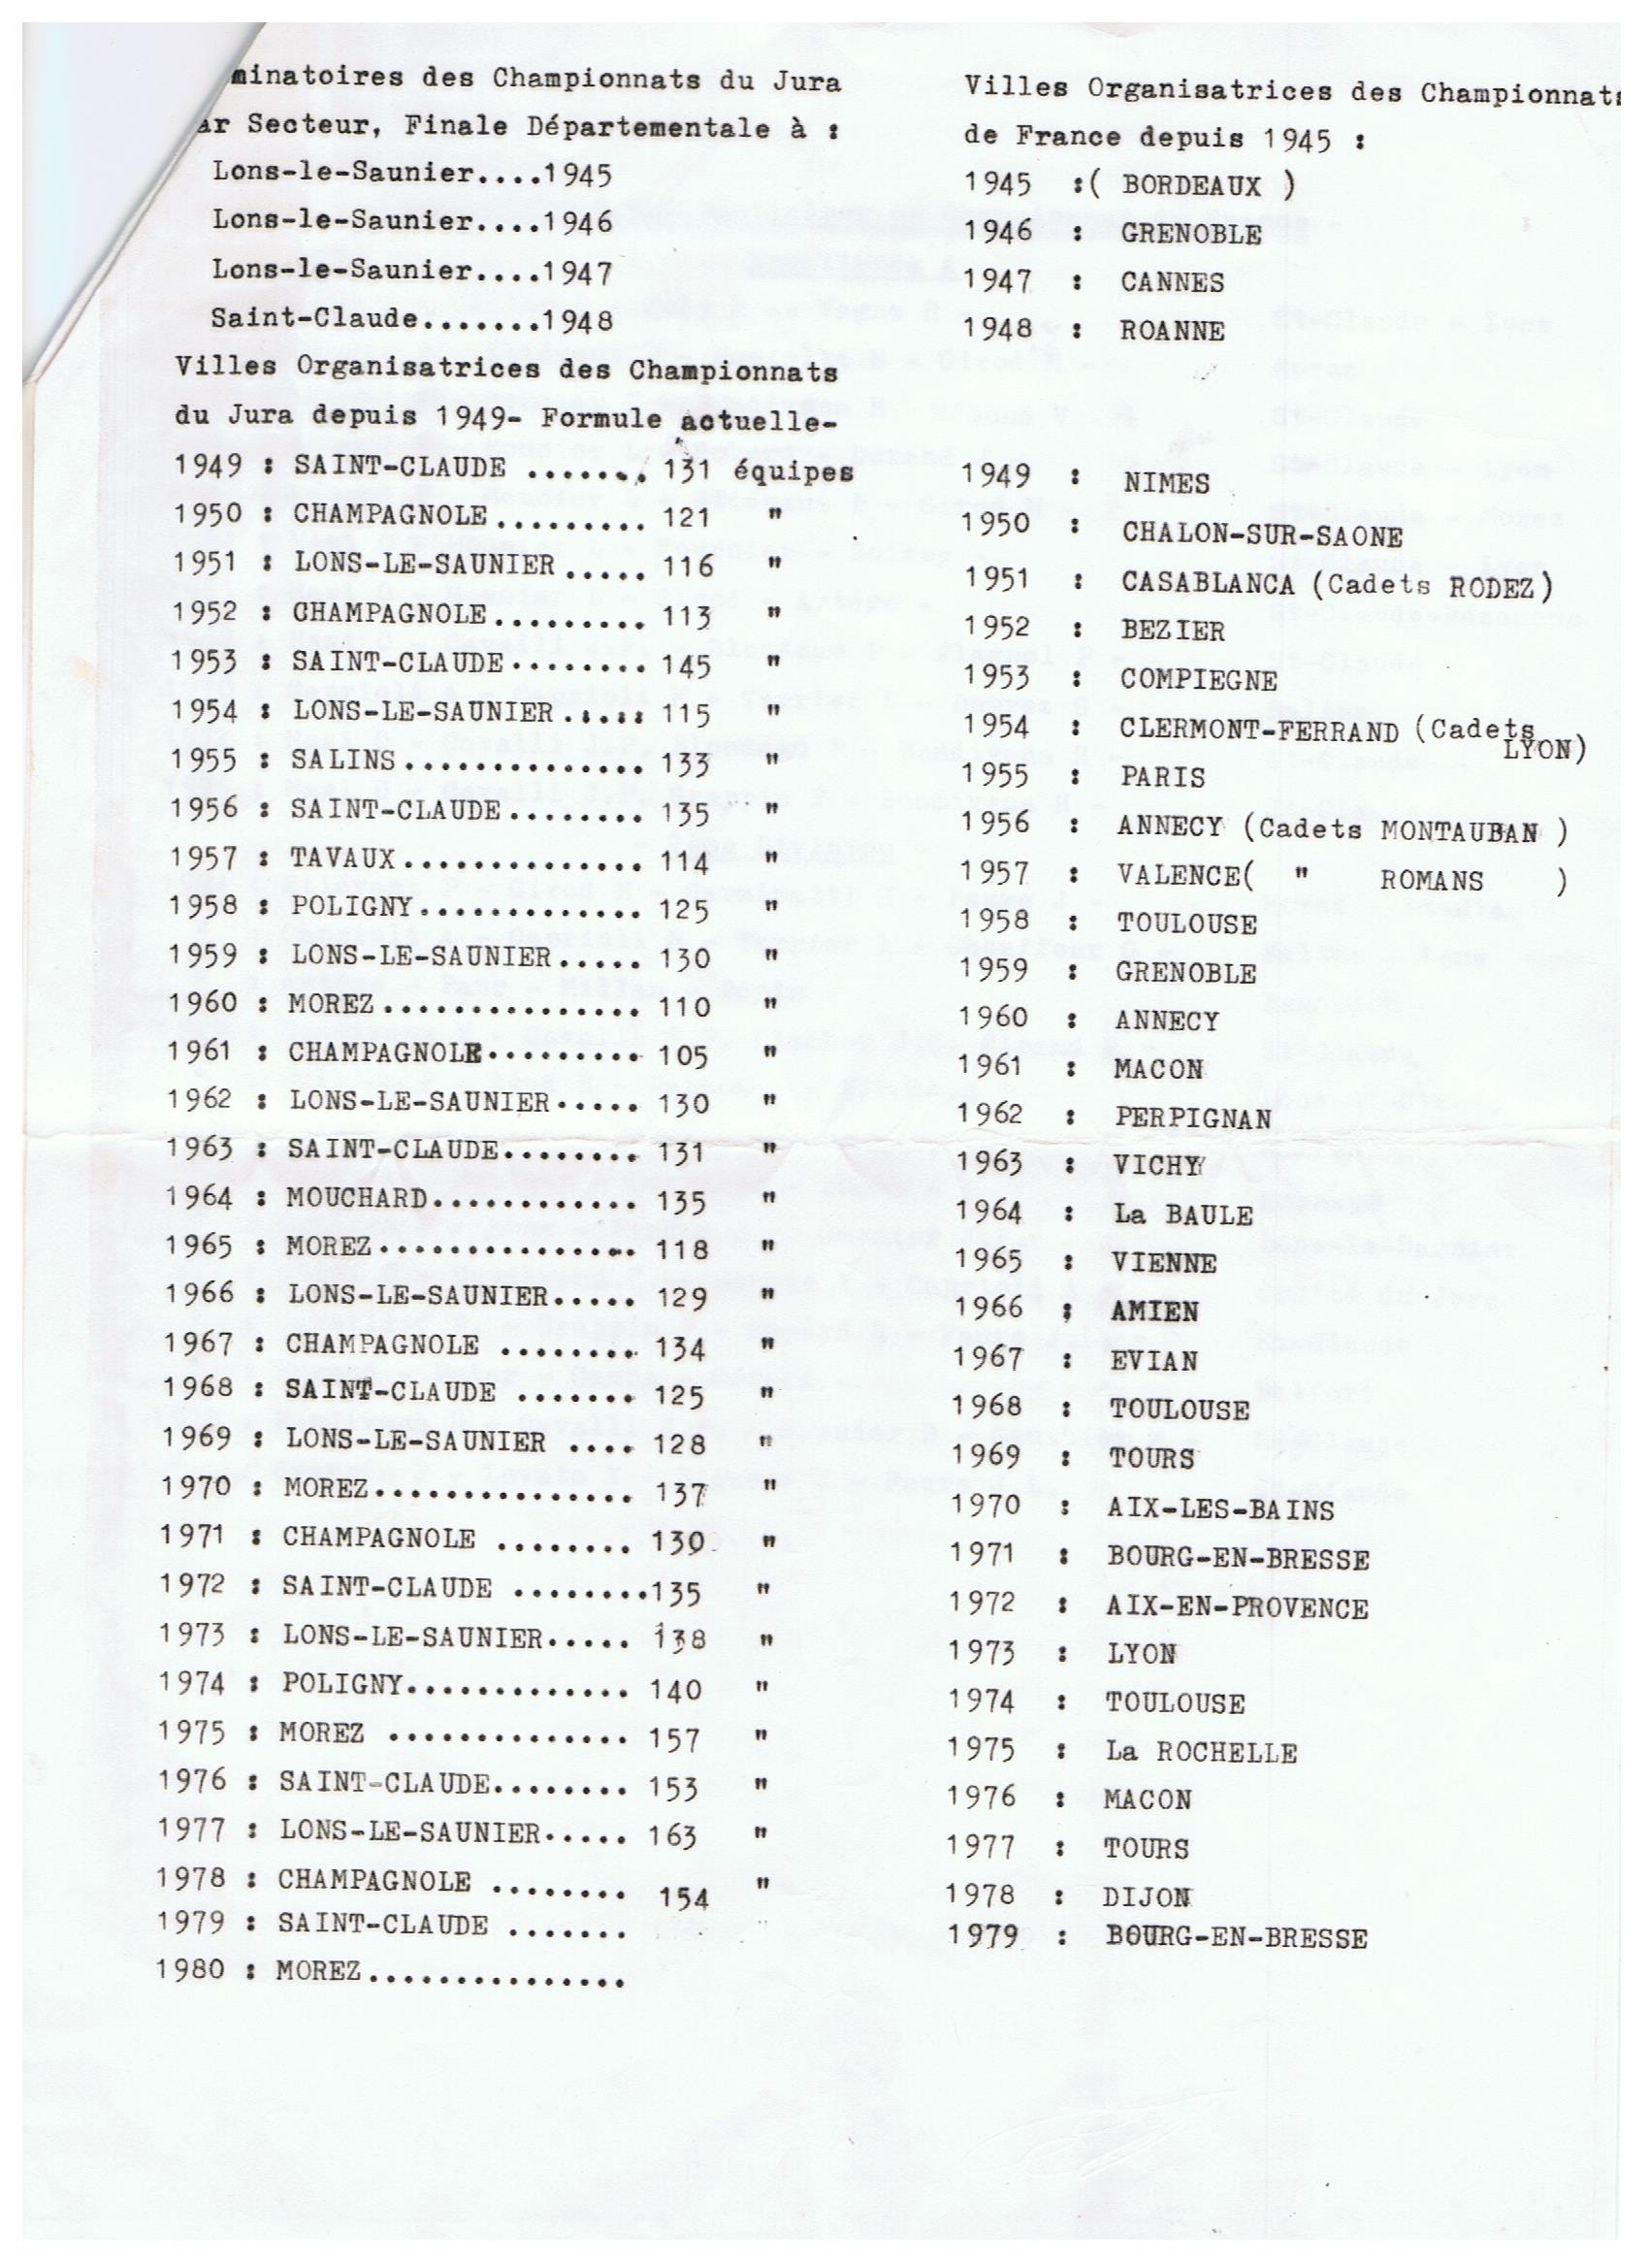 minatoires des Championnats du Jura
ar Secteur, Finale Départementale à :
Lons-le-Saunier....1945
Lons-le-Saunier....1946
Lons-le-Saunier....1947
Saint-Claude.......1948
Villes Organisatrices des Championnats
du Jura depuis 1949- Formule actuelle-
1949 : SAINT-CLAUDE ....... 131 équipes
1950 : CHAMPAGNOLE......... 121 "
1951 : LONS-LE-SAUNIER ..... 116 "
1952 : CHAMPAGNOLE......... 113 "
1953 : SAINT-CLAUDE........ 145 "
1954 : LONS-LE-SAUNIER.:.:: 115 "
1955 : SALINS.............. 133 "
1956 : SAINT-CLAUDE........ 135 "
1957 : TAVAUX.............. 114 "
1958 : POLIGNY............. 125 "
1959 : LONS-LE-SAUNIER..... 130 "
1960 : MOREZ............... 110 "
1961 : CHAMPAGNOLE......... 105 "
1962 : LONS-LE-SAUNIER..... 130 "
1963 : SAINT-CLAUDE........ 131 "
1964 : MOUCHARD............ 135 "
1965 : MOREZ............... 118 "
1966 : LONS-LE-SAUNIER..... 129 "
1967 : CHAMPAGNOLE ........ 134 "
1968 : SAINT-CLAUDE ....... 125 "
1969 : LONS-LE-SAUNIER .... 128 "
1970 : MOREZ............... 137 "
1971 : CHAMPAGNOLE ........ 130 "
1972 : SAINT-CLAUDE ........135 "
1973 : LONS-LE-SAUNIER..... 138 "
1974 : POLIGNY............. 140 "
1975 : MOREZ .............. 157 "
1976 : SAINT-CLAUDE........ 153 "
1977 : LONS-LE-SAUNIER..... 163 "
1978 : CHAMPAGNOLE ........ 154 "
1979 : SAINT-CLAUDE .......
1980 : MOREZ...............
Villes Organisatrices des Championnats
de France depuis 1945 :
1945 :( BORDEAUX )
1946 : GRENOBLE
1947 : CANNES
1948 : ROANNE
1949 : NIMES
1950 : CHALON-SUR-SAONE
1951 : CASABLANCA (Cadets RODEZ)
1952 : BEZIER
1953 : COMPIEGNE
1954 : CLERMONT-FERRAND (Cadets
LYON)
1955 : PARIS
1956 : ANNECY (Cadets MONTAUBAN )
1957 : VALENCE( " ROMANS )
1958 : TOULOUSE
1959 : GRENOBLE
1960 : ANNECY
1961 : MACON
1962 : PERPIGNAN
1963 : VICHY
1964 : La BAULE
1965 : VIENNE
1966 : AMIEN
1967 : EVIAN
1968 : TOULOUSE
1969 : TOURS
1970 : AIX-LES-BAINS
1971 : BOURG-EN-BRESSE
1972 : AIX-EN-PROVENCE
1973 : LYON
1974 : TOULOUSE
1975 : La ROCHELLE
1976 : MACON
1977 : TOURS
1978 : DIJON
1979 : BOURG-EN-BRESSE